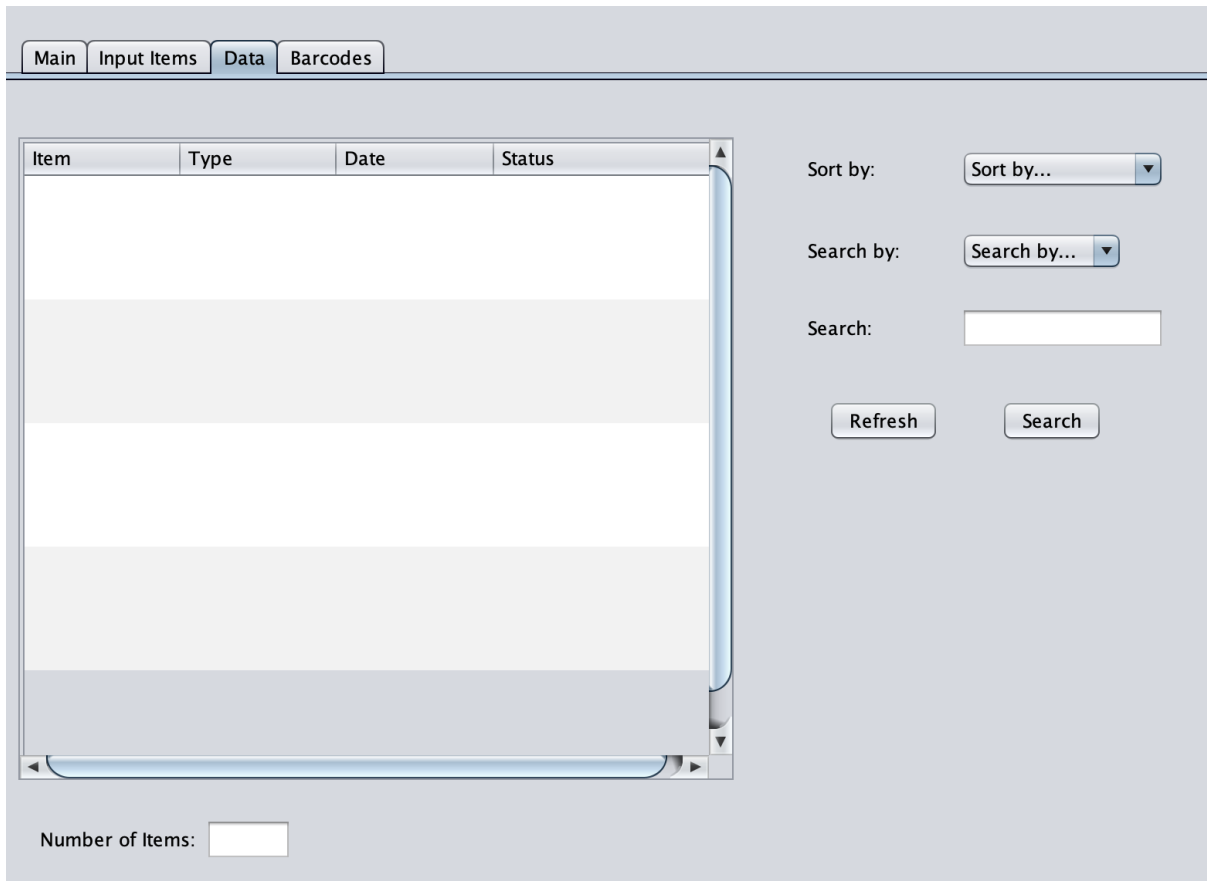 Main Input Items Data Barcodes
Item Type Date Status
Sort by: Sort by...
Search by: Search by...
Search:
Refresh Search
Number of Items: